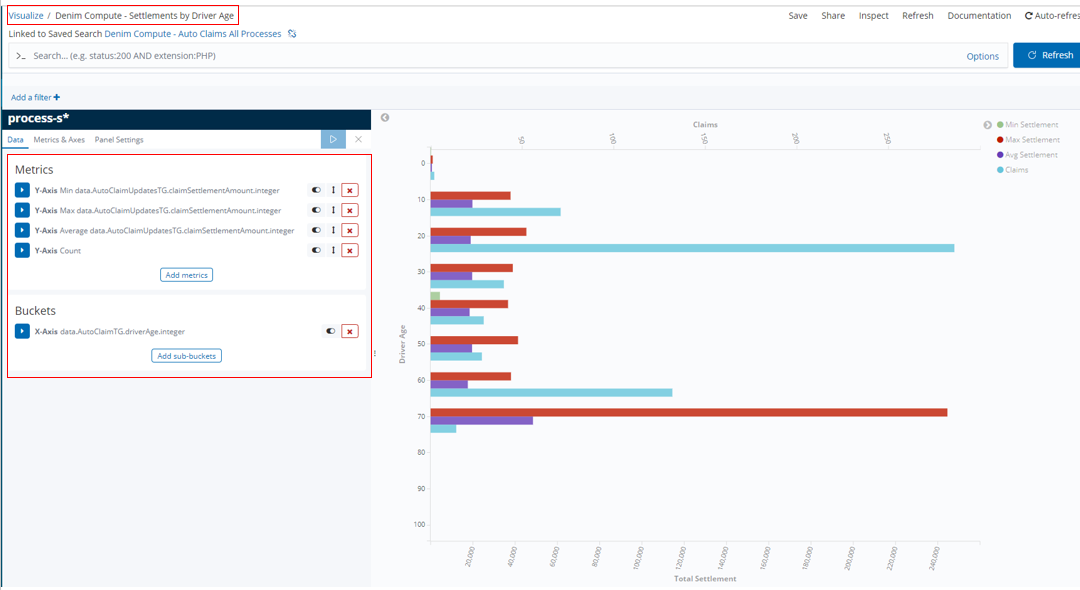 Visualize / Denim Compute - Settlements by Driver Age
Save Share Inspect Refresh Documentation Auto-refres
Linked to Saved Search Denim Compute - Auto Claims All Processes
>_ Search... (e.g. status:200 AND extension:PHP) Options Refresh
Add a filter +
process-s*
Data Metrics & Axes Panel Settings
Metrics
Y-Axis Min data.AutoClaimUpdatesTG.claimSettlementAmount.integer
Y-Axis Max data.AutoClaimUpdatesTG.claimSettlementAmount.integer
Y-Axis Average data.AutoClaimUpdatesTG.claimSettlementAmount.integer
Y-Axis Count
Add metrics
Buckets
X-Axis data.AutoClaimTG.driverAge.integer
Add sub-buckets
Claims
50 100 150 200 250
Driver Age
0
10
20
30
40
50
60
70
80
90
100
20,000 40,000 60,000 80,000 100,000 120,000 140,000 160,000 180,000 200,000 220,000 240,000
Total Settlement
Min Settlement
Max Settlement
Avg Settlement
Claims